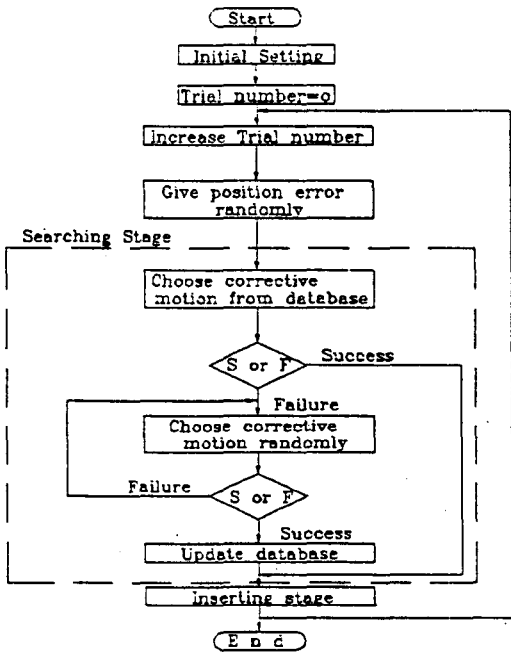 Start
Initial Setting
Trial number=o
Increase Trial number
Give position error
randomly
Searching Stage
Choose corrective
motion from database
S or F
Success
Failure
Choose corrective
motion randomly
Failure
S or F
Success
Update database
Inserting stage
E n d